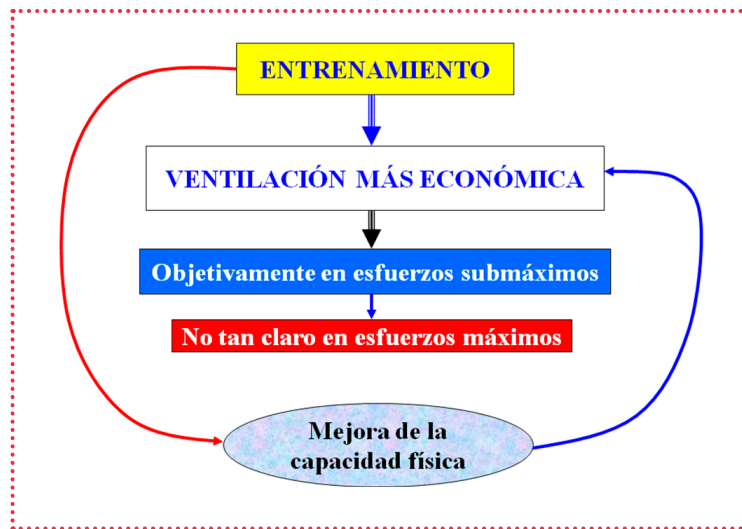 ENTRENAMIENTO
VENTILACIÓN MÁS ECONÓMICA
Objetivamente en esfuerzos submáximos
No tan claro en esfuerzos máximos
Mejora de la
capacidad física